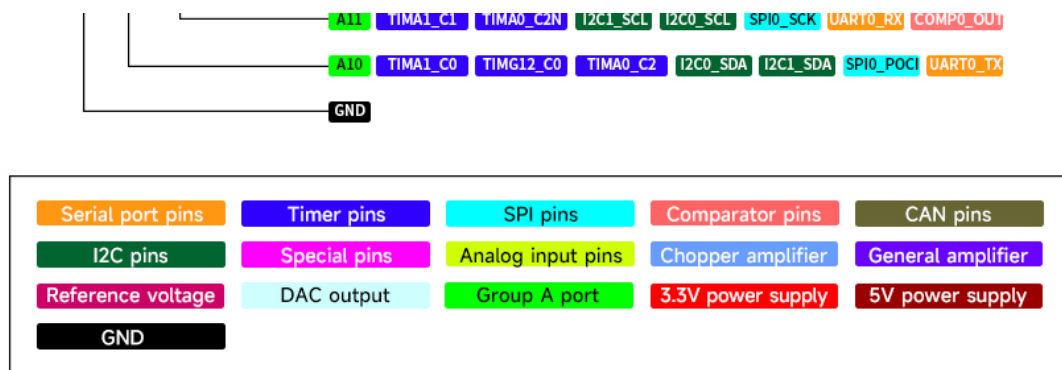 A11 TIMA1_C1 TIMA0_C2N I2C1_SCL I2C0_SCL SPI0_SCK UART0_RX COMP0_OUT
A10 TIMA1_C0 TIMG12_C0 TIMA0_C2 I2C0_SDA I2C1_SDA SPI0_POCI UART0_TX
GND
Serial port pins Timer pins SPI pins Comparator pins CAN pins
I2C pins Special pins Analog input pins Chopper amplifier General amplifier
Reference voltage DAC output Group A port 3.3V power supply 5V power supply
GND